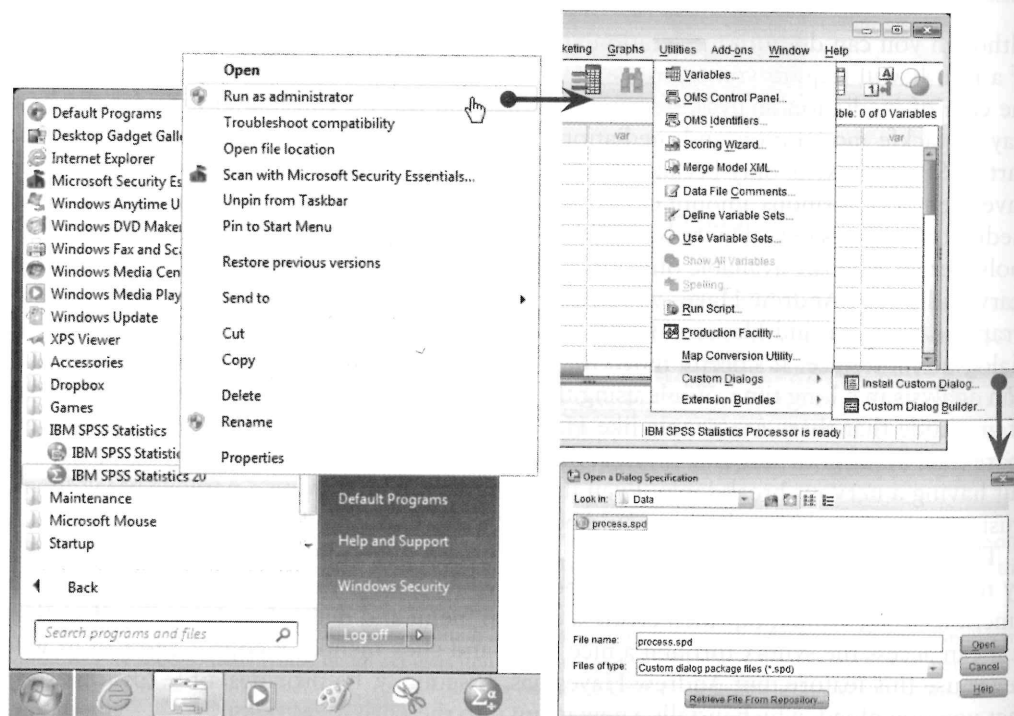 Default Programs
Desktop Gadget Gall
Internet Explorer
Microsoft Security Es
Windows Anytime U
Windows DVD Maker
Windows Fax and Sc
Windows Media Cen
Windows Media Play
Windows Update
XPS Viewer
Accessories
Dropbox
Games
IBM SPSS Statistics
IBM SPSS Statistic
IBM SPSS Statistics 20
Maintenance
Microsoft Mouse
Startup
Back
Search programs and files
Default Programs
Help and Support
Windows Security
Log off
Open
Run as administrator
Troubleshoot compatibility
Open file location
Scan with Microsoft Security Essentials...
Unpin from Taskbar
Pin to Start Menu
Restore previous versions
Send to
Cut
Copy
Delete
Rename
Properties
keting Graphs Utilities Add-ons Window Help
ible: 0 of 0 Variables
var var
Variables...
OMS Control Panel...
OMS Identifiers...
Scoring Wizard...
Merge Model XML...
Data File Comments...
Define Variable Sets...
Use Variable Sets...
Show All Variables
Spelling...
Run Script...
Production Facility...
Map Conversion Utility...
Custom Dialogs
Extension Bundles
Install Custom Dialog...
Custom Dialog Builder...
IBM SPSS Statistics Processor is ready
Open a Dialog Specification
Look in: Data
process.spd
File name: process.spd
Open
Files of type: Custom dialog package files (*.spd)
Cancel
Help
Retrieve File From Repository...